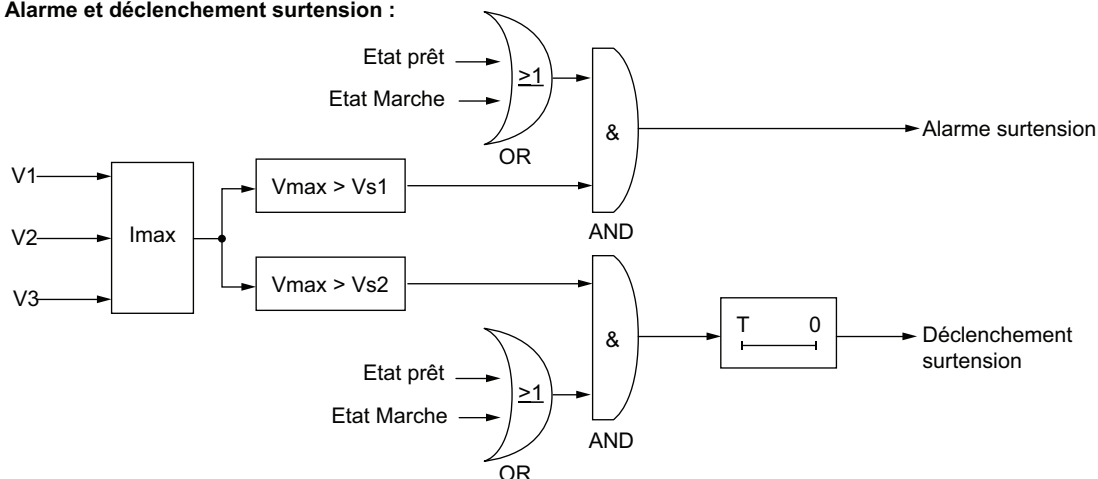 Alarme et déclenchement surtension :
Etat prêt
Etat Marche
≥1
OR
&
AND
Alarme surtension
V1
V2
V3
Imax
Vmax > Vs1
Vmax > Vs2
&
AND
T 0
Déclenchement
surtension
Etat prêt
Etat Marche
≥1
OR